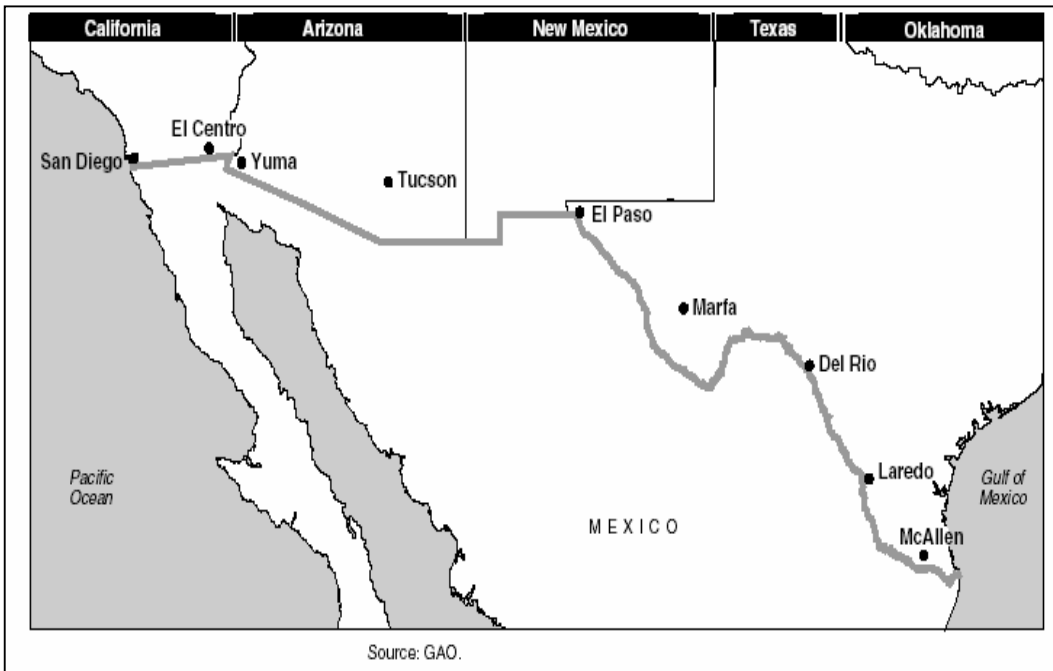 California
Arizona
New Mexico
Texas
Oklahoma
El Centro
San Diego
Yuma
Tucson
El Paso
Marfa
Del Rio
Pacific
Ocean
Laredo
Gulf of
Mexico
MEXICO
McAllen
Source: GAO.